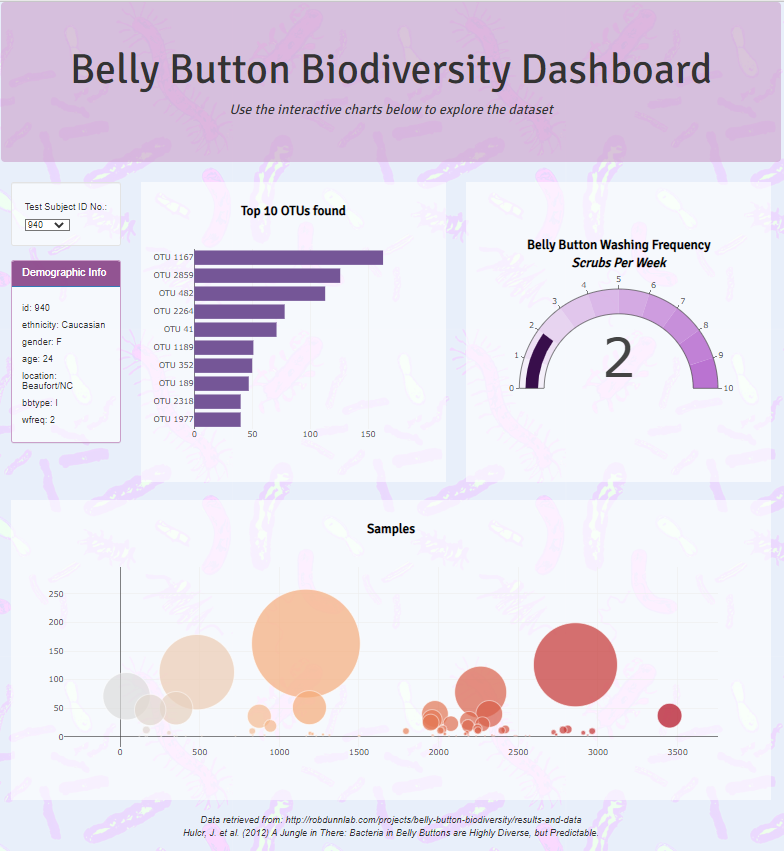 Belly Button Biodiversity Dashboard
Use the interactive charts below to explore the dataset
Test Subject ID No.:
940
Demographic Info
id: 940
ethnicity: Caucasian
gender: F
age: 24
location:
Beaufort/NC
bbtype: I
wfreq: 2
Top 10 OTUs found
OTU 1167
OTU 2859
OTU 482
OTU 2264
OTU 41
OTU 1189
OTU 352
OTU 189
OTU 2318
OTU 1977
0 50 100 150
Belly Button Washing Frequency
Scrubs Per Week
0 1 2 3 4 5 6 7 8 9 10
2
Samples
250
200
150
100
50
0
0 500 1000 1500 2000 2500 3000 3500
Data retrieved from: http://robdunnlab.com/projects/belly-button-biodiversity/results-and-data
Hulcr, J. et al. (2012) A Jungle in There: Bacteria in Belly Buttons are Highly Diverse, but Predictable.